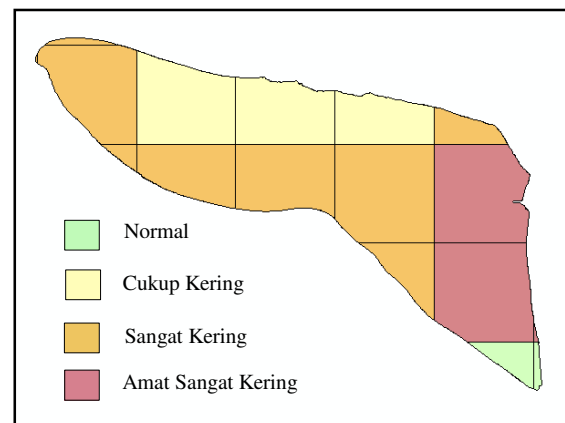 Normal
Cukup Kering
Sangat Kering
Amat Sangat Kering